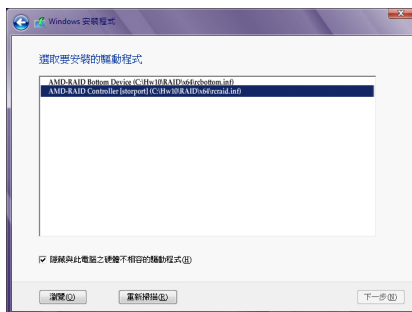 Windows 安裝程式
選取要安裝的驅動程式
AMD-RAID Bottom Device (C:\Hw10\RAID\x64\rcbottom.inf)
AMD-RAID Controller [storport] (C:\Hw10\RAID\x64\rcraid.inf)
隱藏與此電腦之硬體不相容的驅動程式(H)
瀏覽(O) 重新掃描(R) 下一步(N)